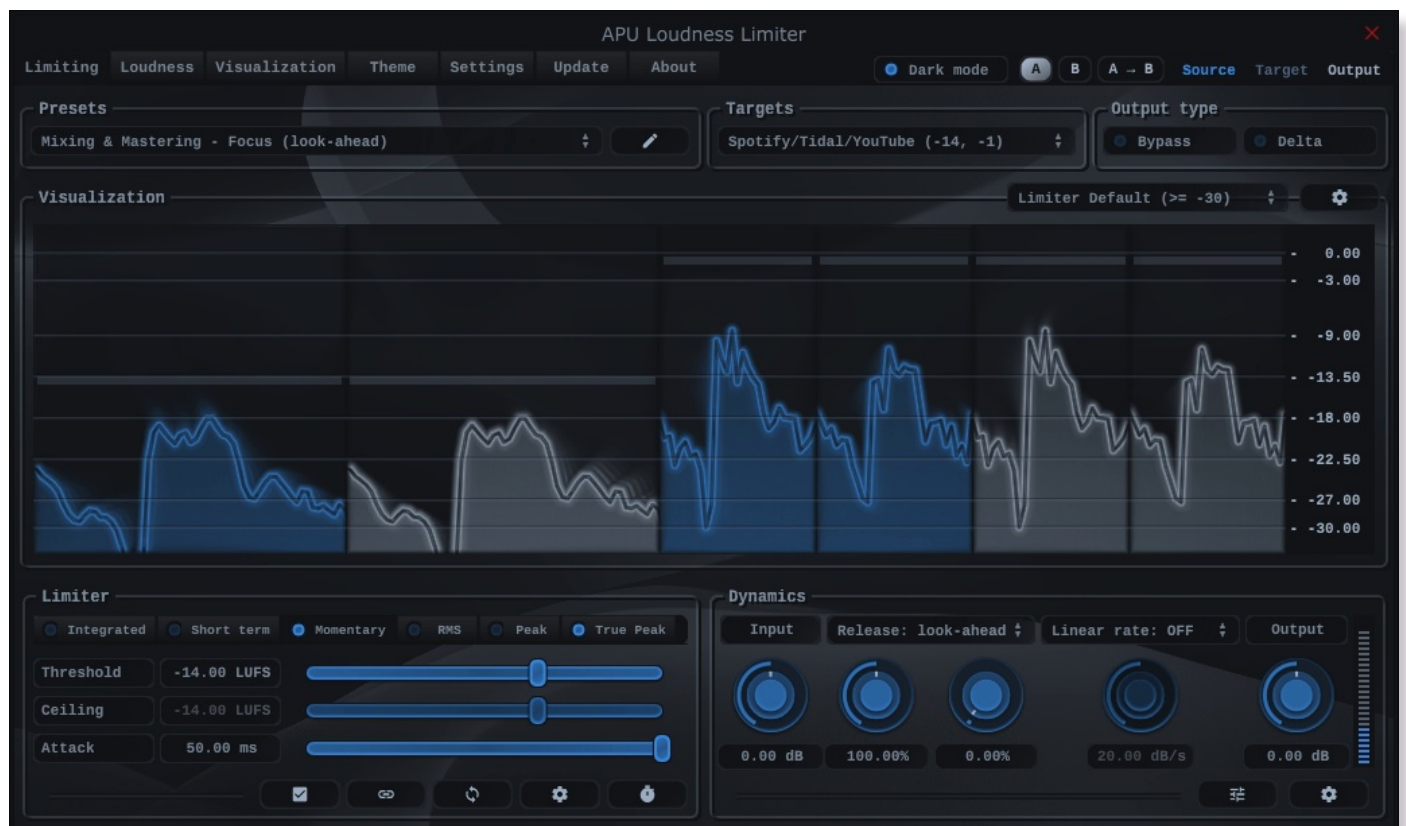 APU Loudness Limiter
Limiting Loudness Visualization Theme Settings Update About
Dark mode A B A → B Source Target Output
Presets
Mixing & Mastering - Focus (look-ahead)
Targets
Spotify/Tidal/YouTube (-14, -1)
Output type
Bypass Delta
Visualization
Limiter Default (>= -30)
- 0.00
- -3.00
- -9.00
- -13.50
- -18.00
- -22.50
- -27.00
- -30.00
Limiter
Integrated Short term Momentary RMS Peak True Peak
Threshold -14.00 LUFS
Ceiling -14.00 LUFS
Attack 50.00 ms
Dynamics
Input Release: look-ahead Linear rate: OFF Output
0.00 dB 100.00% 0.00% 20.00 dB/s 0.00 dB